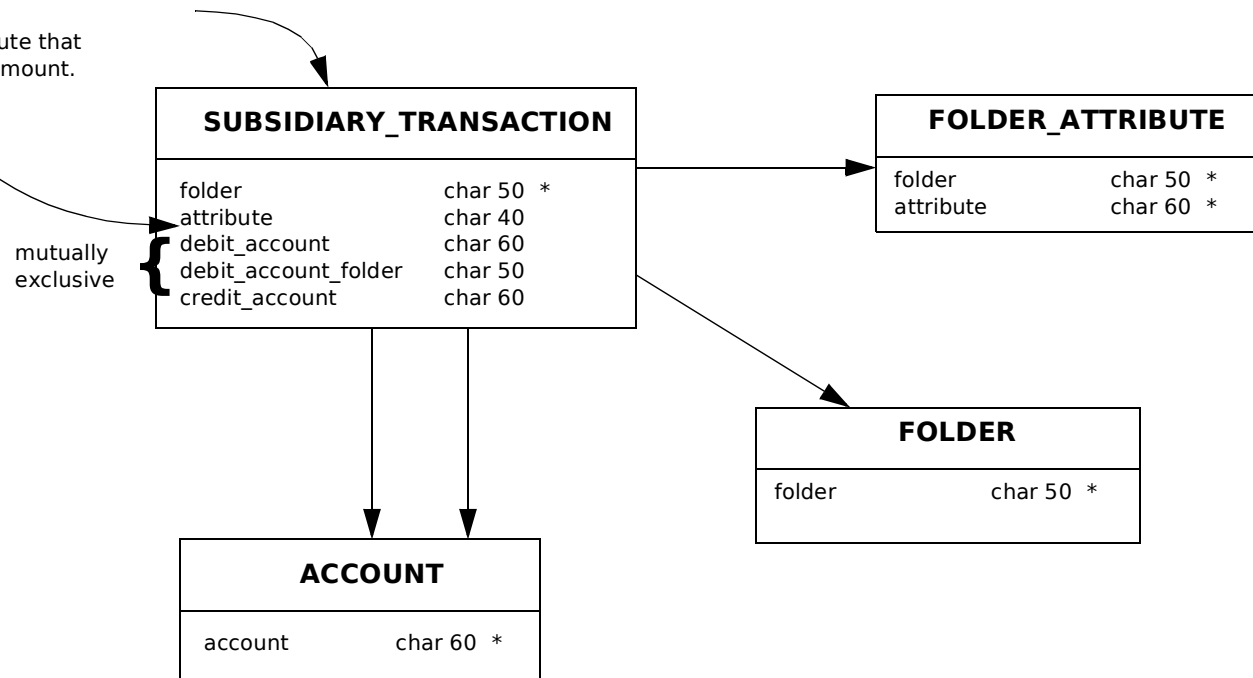 ute that
mount.
SUBSIDIARY_TRANSACTION
folder char 50 *
attribute char 40
debit_account char 60
debit_account_folder char 50
credit_account char 60
mutually
exclusive
{
FOLDER_ATTRIBUTE
folder char 50 *
attribute char 60 *
FOLDER
folder char 50 *
ACCOUNT
account char 60 *